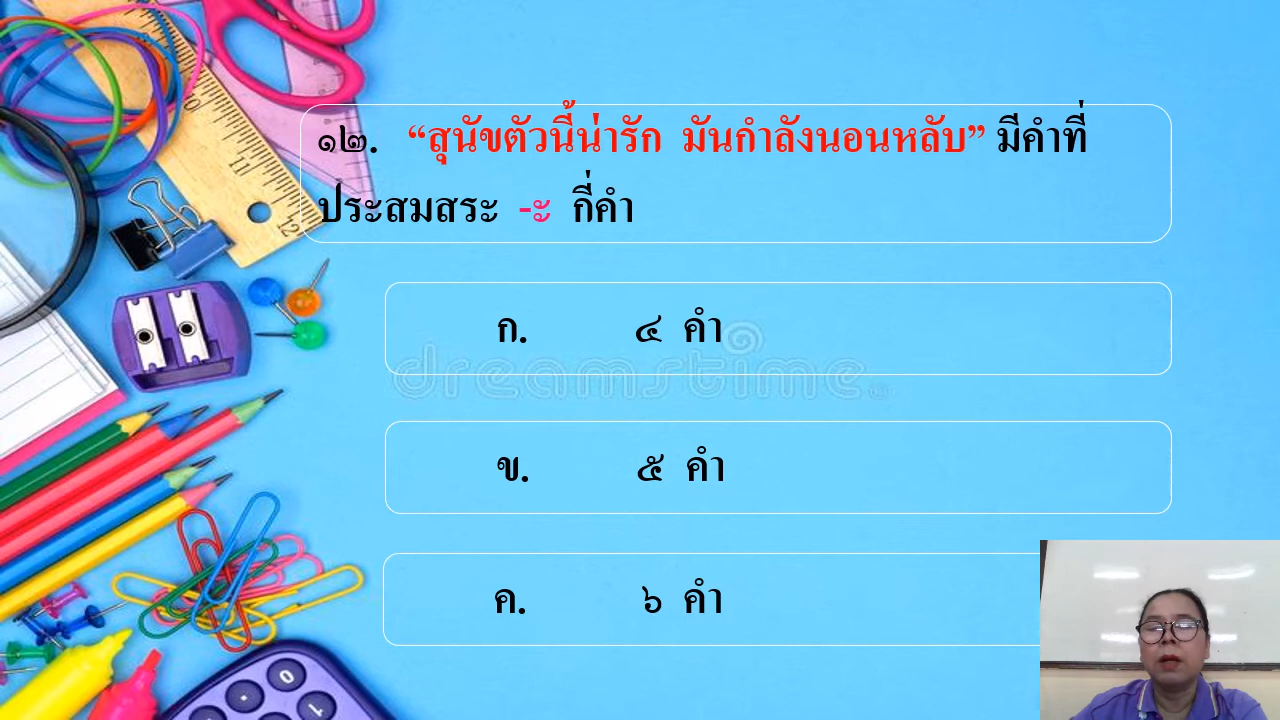 ๑๒. “สุนัขตัวนี้น่ารัก มันกำลังนอนหลับ” มีคำที่
ประสมสระ -ะ กี่คำ
ก. ๔ คำ
dreamstime
ข. ๕ คำ
ค. ๖ คำ